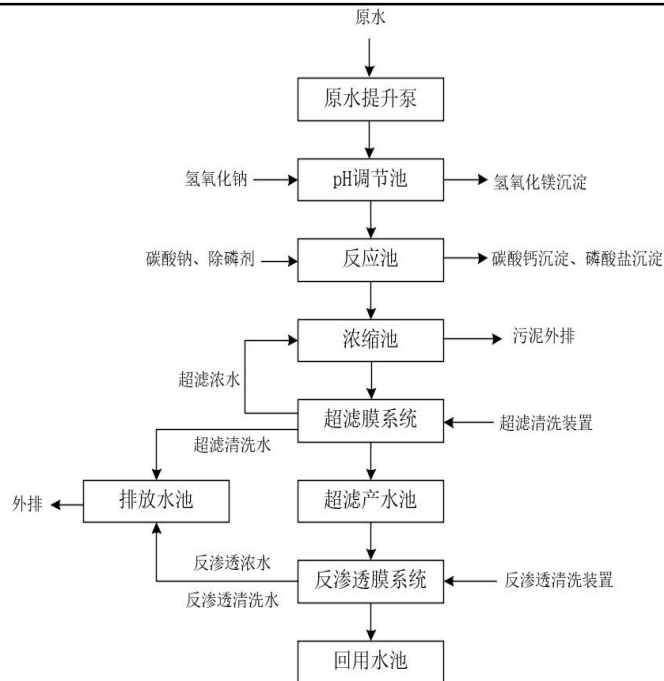 原水
原水提升泵
氢氧化钠
pH调节池
氢氧化镁沉淀
碳酸钠、除磷剂
反应池
碳酸钙沉淀、磷酸盐沉淀
浓缩池
污泥外排
超滤浓水
超滤膜系统
超滤清洗装置
超滤清洗水
外排
排放水池
超滤产水池
反渗透浓水
反渗透膜系统
反渗透清洗装置
反渗透清洗水
回用水池